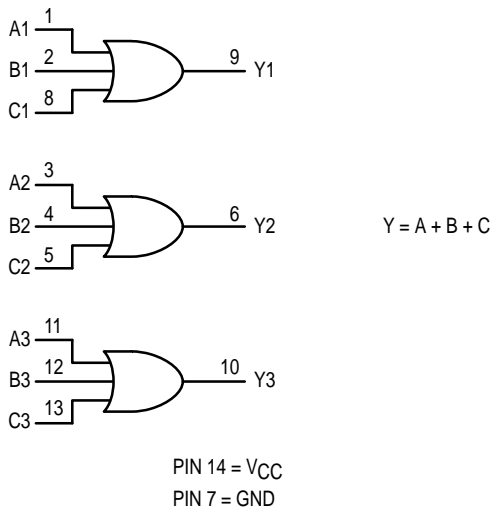 A1 1
B1 2
C1 8
9 Y1
A2 3
B2 4
C2 5
6 Y2
Y = A + B + C
A3 11
B3 12
C3 13
10 Y3
PIN 14 = VCC
PIN 7 = GND